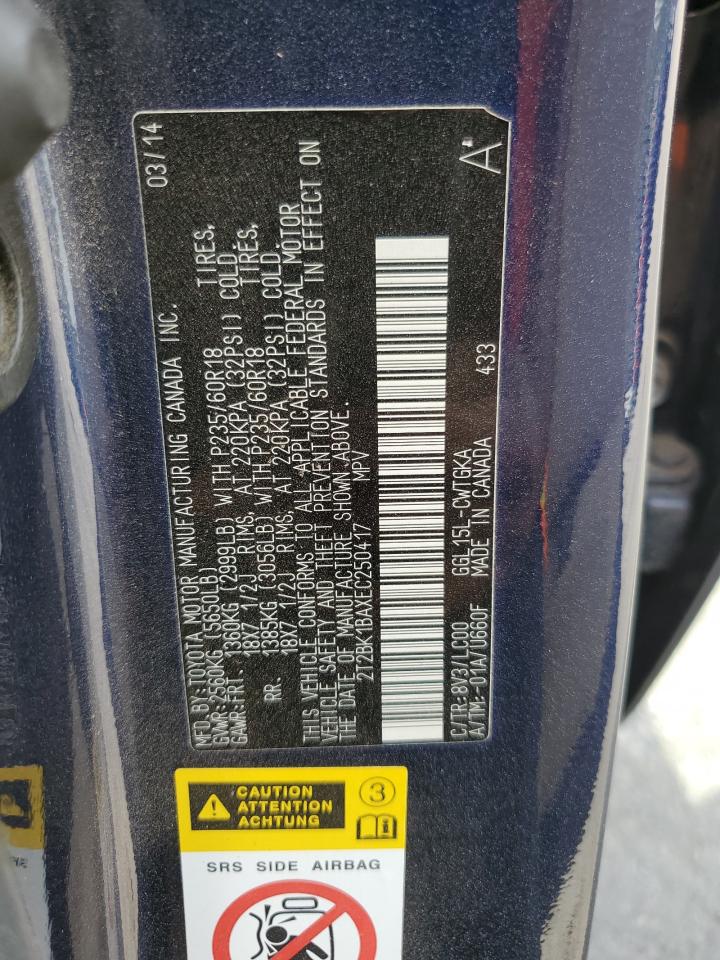 MFD. BY: TOYOTA MOTOR MANUFACTURING CANADA INC. 03/14
GVWR: 2560KG (5650LB)
GAWR: FRT. 1360KG (2999LB) WITH P235/60R18 TIRES,
18X7 1/2J RIMS, AT 220KPA (32PSI) COLD.
RR. 1385KG (3056LB) WITH P235/60R18 TIRES,
18X7 1/2J RIMS, AT 220KPA (32PSI) COLD.
THIS VEHICLE CONFORMS TO ALL APPLICABLE FEDERAL MOTOR
VEHICLE SAFETY AND THEFT PREVENTION STANDARDS IN EFFECT ON
THE DATE OF MANUFACTURE SHOWN ABOVE.
2T2BK1BAXEC250417 MPV
A
C/TR:8V3/LC00 GGL15L-CWTGKA 433
A/TM:-01A/U660F MADE IN CANADA
CAUTION
ATTENTION
ACHTUNG
3
SRS SIDE AIRBAG